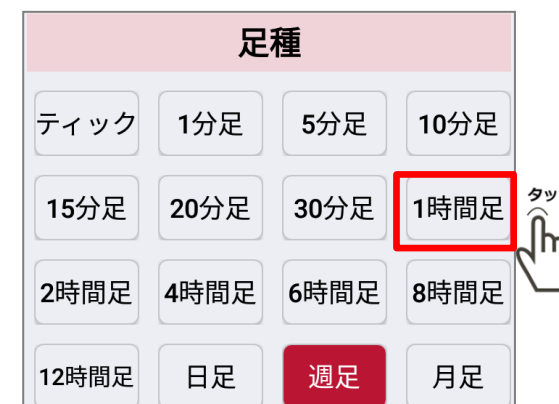 足種
ティック 1分足 5分足 10分足
15分足 20分足 30分足 1時間足
タッ
2時間足 4時間足 6時間足 8時間足
12時間足 日足 週足 月足